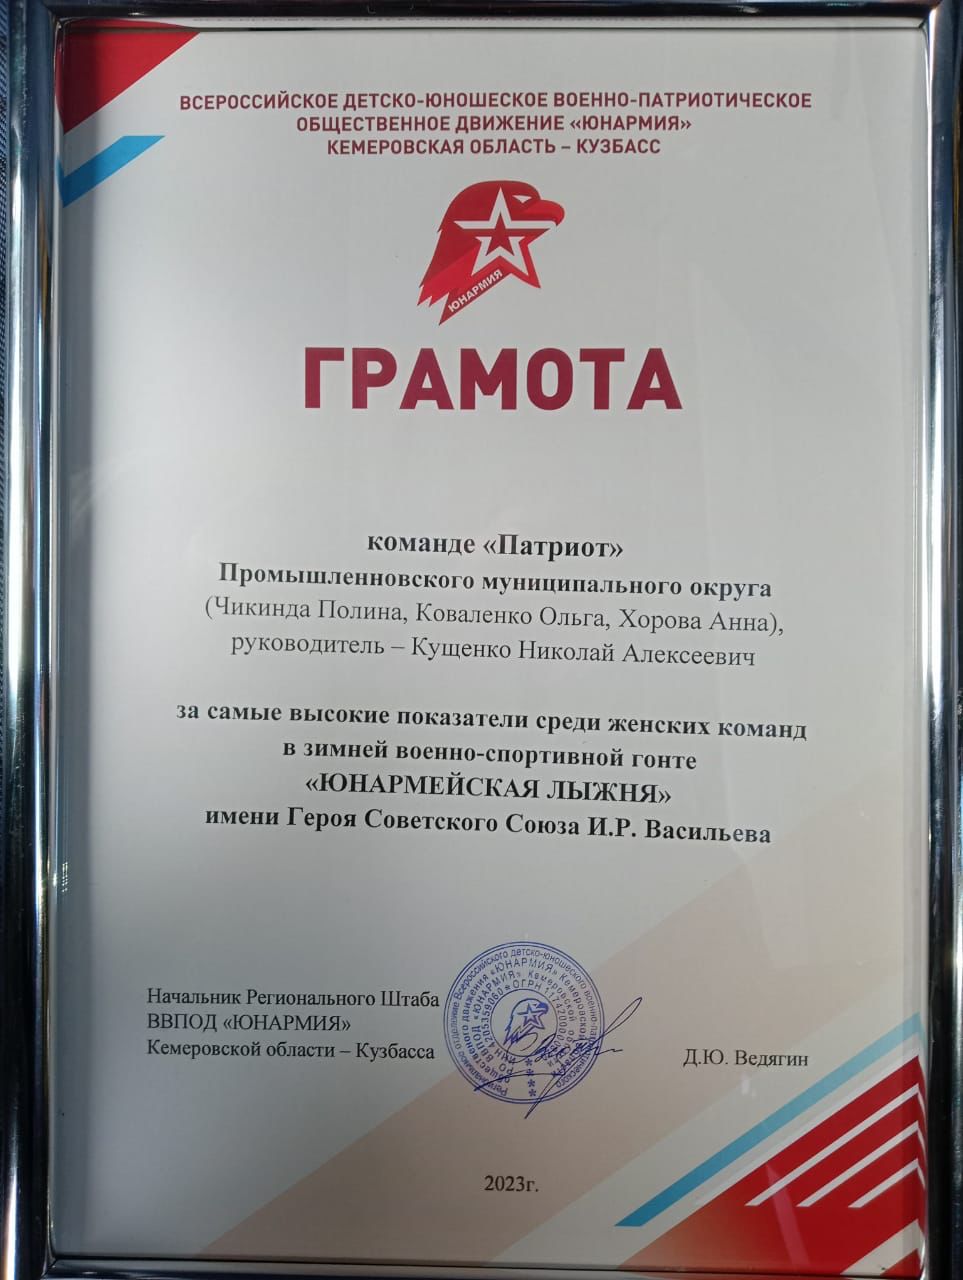 ВСЕРОССИЙСКОЕ ДЕТСКО-ЮНОШЕСКОЕ ВОЕННО-ПАТРИОТИЧЕСКОЕ
ОБЩЕСТВЕННОЕ ДВИЖЕНИЕ «ЮНАРМИЯ»
КЕМЕРОВСКАЯ ОБЛАСТЬ – КУЗБАСС
ЮНАРМИЯ
ГРАМОТА
команде «Патриот»
Промышленновского муниципального округа
(Чикинда Полина, Коваленко Ольга, Хорова Анна),
руководитель – Кущенко Николай Алексеевич
за самые высокие показатели среди женских команд
в зимней военно-спортивной гонте
«ЮНАРМЕЙСКАЯ ЛЫЖНЯ»
имени Героя Советского Союза И.Р. Васильева
Начальник Регионального Штаба
ВВПОД «ЮНАРМИЯ»
Кемеровской области – Кузбасса
Д.Ю. Ведягин
2023г.